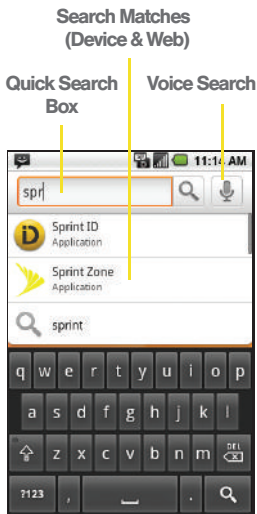 Search Matches
(Device & Web)
Quick Search
Box
Voice Search
11:14 AM
spr
Sprint ID
Application
Sprint Zone
Application
sprint
q w e r t y u i o p
a s d f g h j k l
z x c v b n m DEL
?123 , .